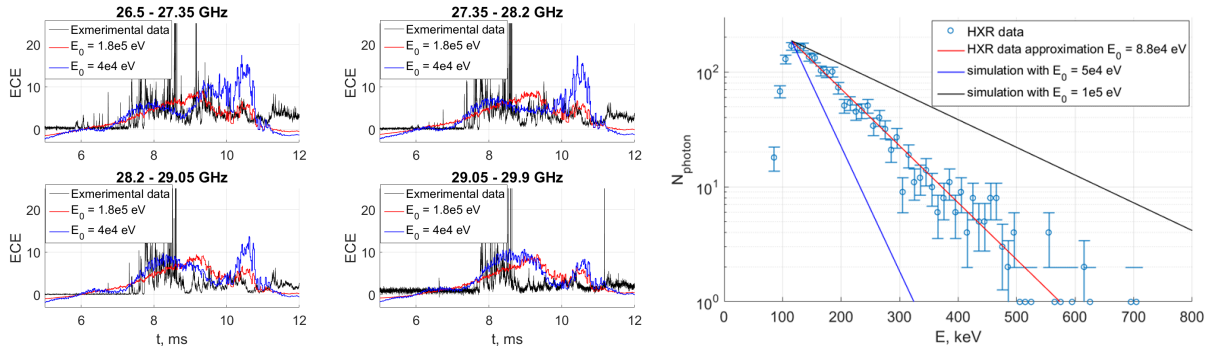 26.5 - 27.35 GHz
ECE
20
10
0
Exmerimental data
E0 = 1.8e5 eV
E0 = 4e4 eV
6 8 10 12
27.35 - 28.2 GHz
ECE
20
10
0
Exmerimental data
E0 = 1.8e5 eV
E0 = 4e4 eV
6 8 10 12
28.2 - 29.05 GHz
ECE
20
10
0
Exmerimental data
E0 = 1.8e5 eV
E0 = 4e4 eV
6 8 10 12
t, ms
29.05 - 29.9 GHz
ECE
20
10
0
Exmerimental data
E0 = 1.8e5 eV
E0 = 4e4 eV
6 8 10 12
t, ms
Nphoton
10^2
10^1
10^0
HXR data
HXR data approximation E0 = 8.8e4 eV
simulation with E0 = 5e4 eV
simulation with E0 = 1e5 eV
0 100 200 300 400 500 600 700 800
E, keV